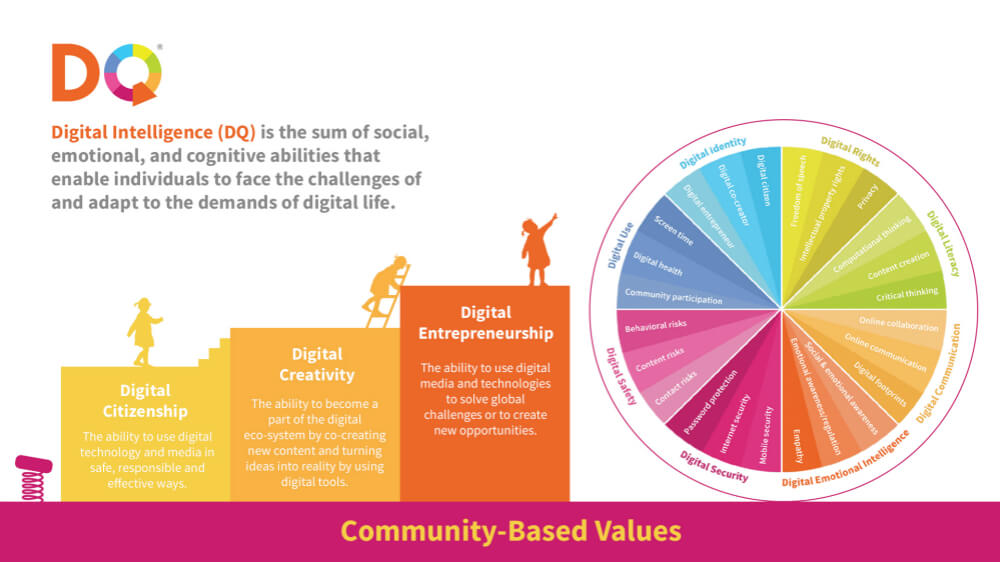 DQ®
Digital Intelligence (DQ) is the sum of social,
emotional, and cognitive abilities that
enable individuals to face the challenges of
and adapt to the demands of digital life.
Digital
Citizenship
The ability to use digital
technology and media in
safe, responsible and
effective ways.
Digital
Creativity
The ability to become a
part of the digital
eco-system by co-creating
new content and turning
ideas into reality by using
digital tools.
Digital
Entrepreneurship
The ability to use digital
media and technologies
to solve global
challenges or to create
new opportunities.
Digital identity
Digital entrepreneur
Digital co-creator
Digital citizen
Digital Rights
Freedom of speech
Intellectual property rights
Privacy
Digital Literacy
Computational thinking
Content creation
Critical thinking
Digital Communication
Online collaboration
Online communication
Digital footprints
Digital Emotional Intelligence
Social & emotional awareness
Emotional awareness/regulation
Empathy
Digital Security
Mobile security
Internet security
Password protection
Digital Safety
Contact risks
Content risks
Behavioral risks
Digital Use
Community participation
Digital health
Screen time
Community-Based Values